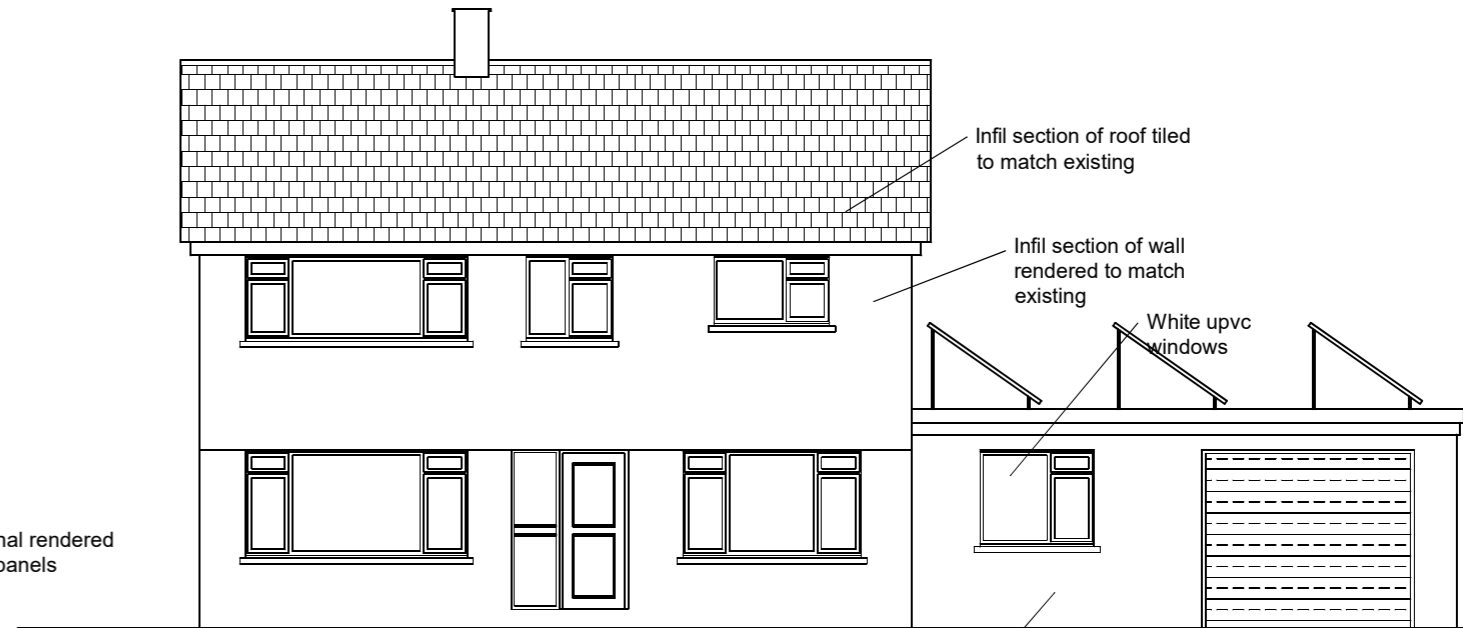 Infil section of roof tiled
to match existing
Infil section of wall
rendered to match
existing
White upvc
windows
rendered
panels